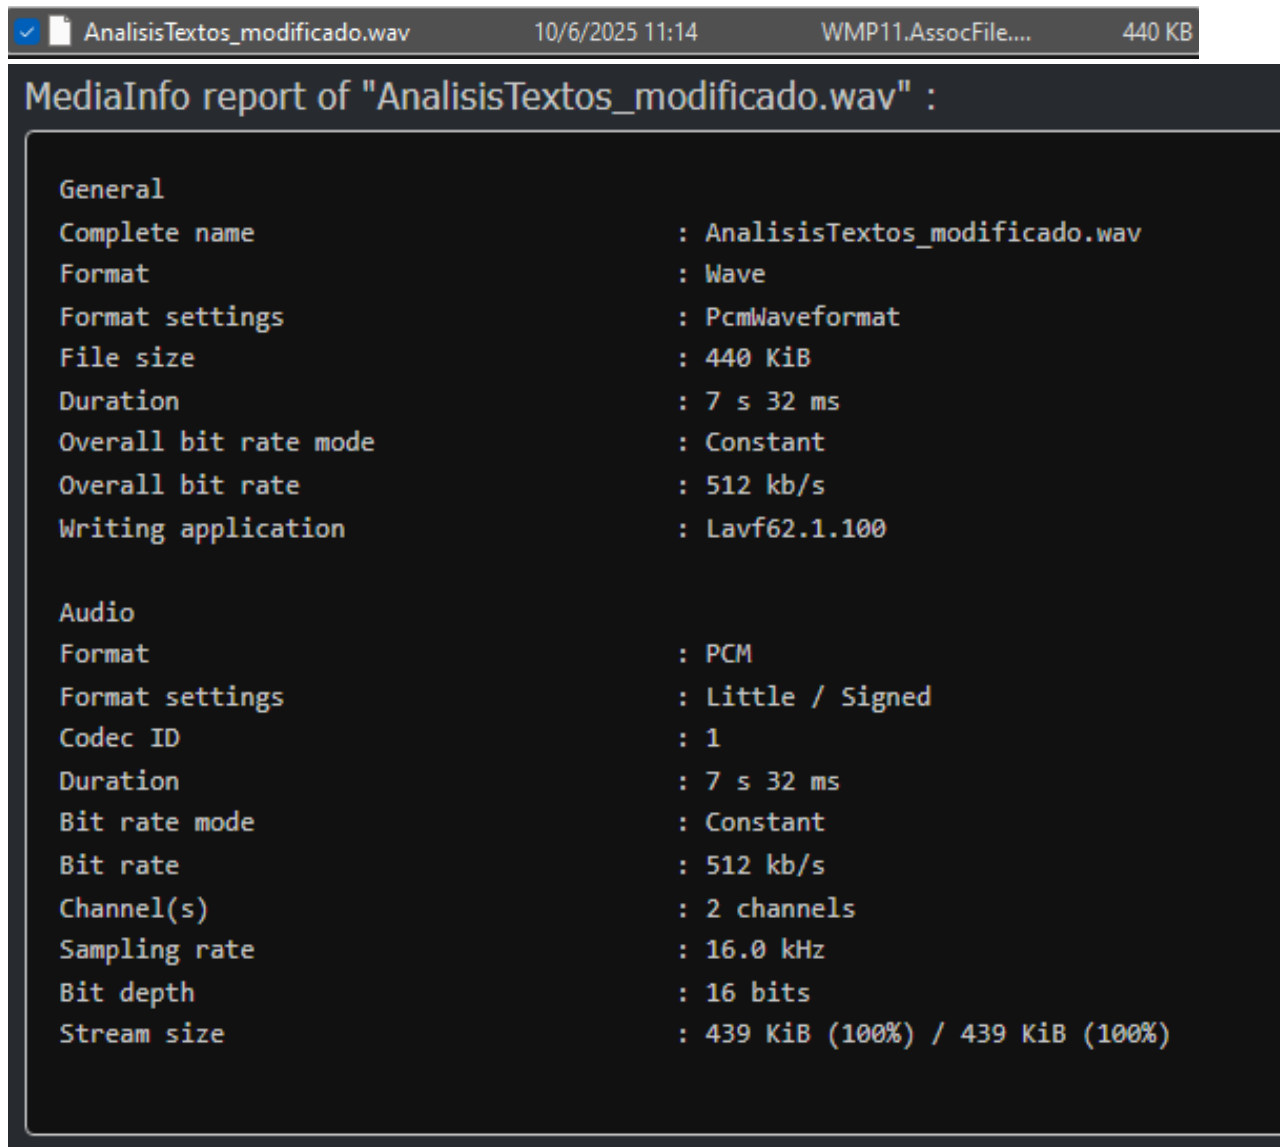 AnalisisTextos_modificado.wav 10/6/2025 11:14 WMP11.AssocFile.... 440 KB
MediaInfo report of "AnalisisTextos_modificado.wav" :
General
Complete name : AnalisisTextos_modificado.wav
Format : Wave
Format settings : PcmWaveformat
File size : 440 KiB
Duration : 7 s 32 ms
Overall bit rate mode : Constant
Overall bit rate : 512 kb/s
Writing application : Lavf62.1.100
Audio
Format : PCM
Format settings : Little / Signed
Codec ID : 1
Duration : 7 s 32 ms
Bit rate mode : Constant
Bit rate : 512 kb/s
Channel(s) : 2 channels
Sampling rate : 16.0 kHz
Bit depth : 16 bits
Stream size : 439 KiB (100%) / 439 KiB (100%)